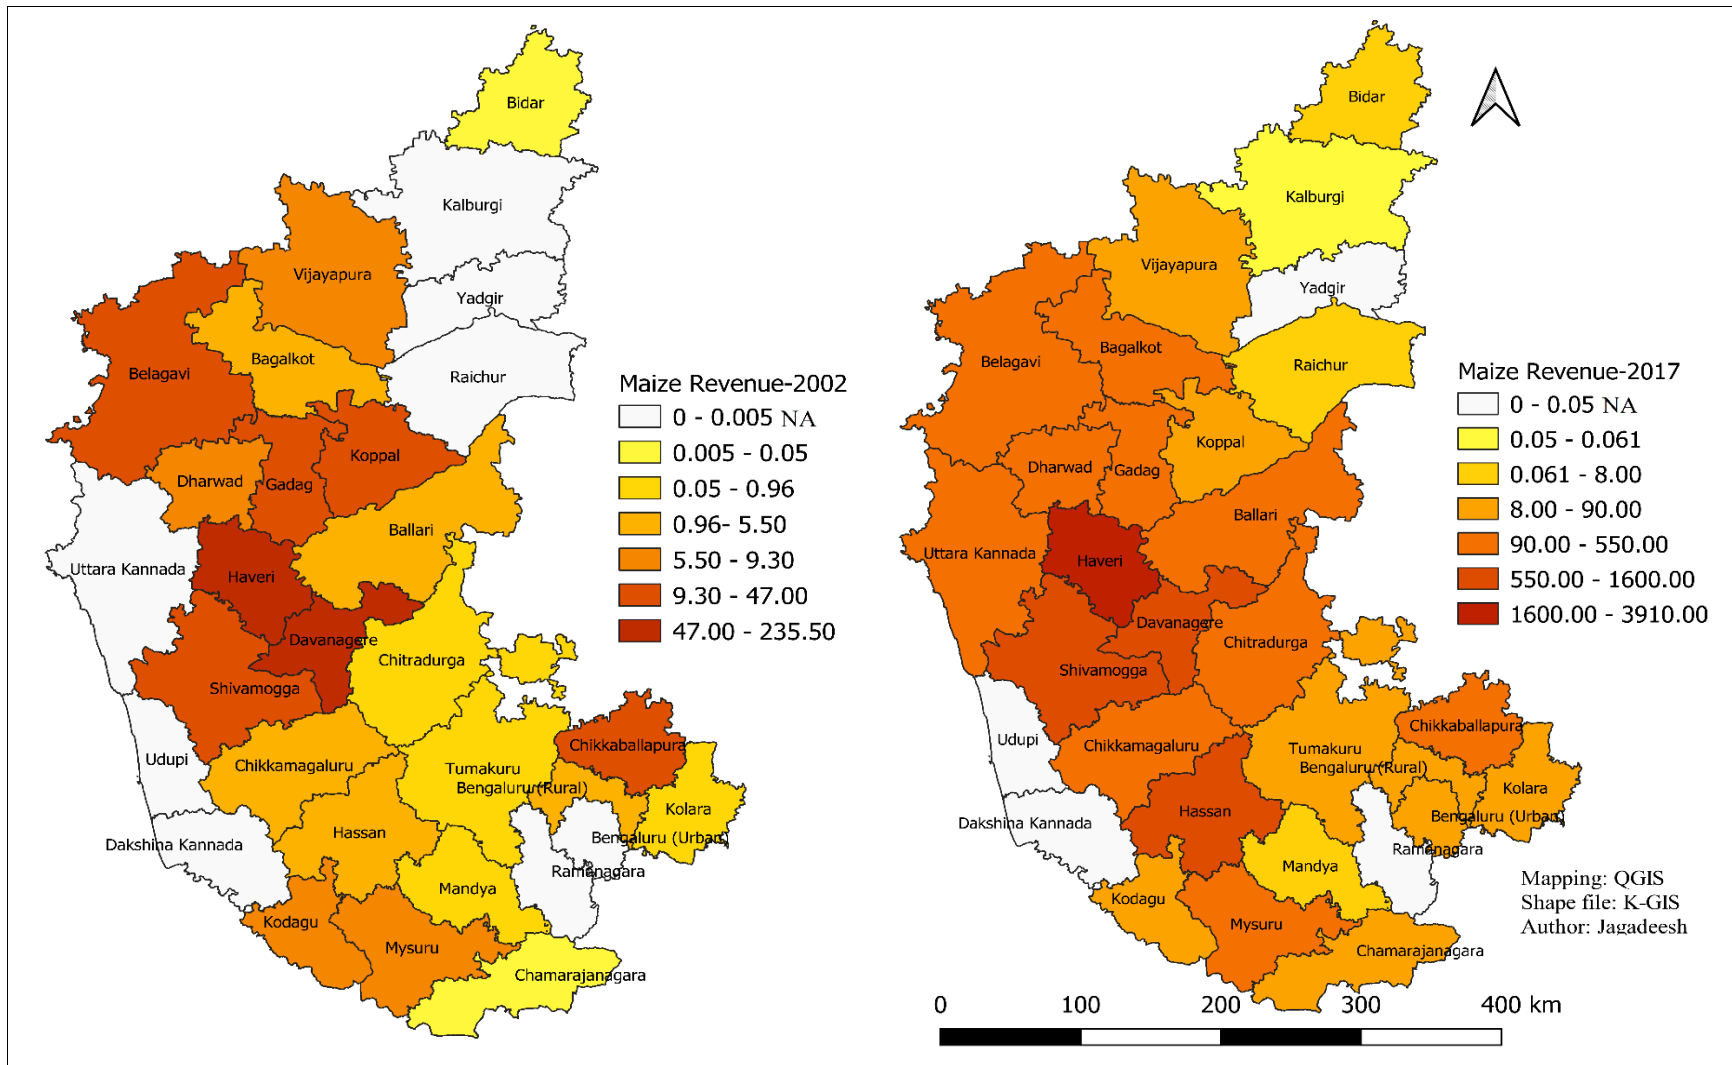 Bidar
Kalburgi
Vijayapura
Yadgir
Bagalkot
Belagavi
Raichur
Koppal
Dharwad
Gadag
Ballari
Uttara Kannada
Haveri
Davanagere
Chitradurga
Shivamogga
Chikkaballapura
Udupi
Chikkamagaluru
Tumakuru
Bengaluru (Rural)
Kolara
Hassan
Bengaluru (Urban)
Dakshina Kannada
Ramanagara
Mandya
Kodagu
Mysuru
Chamarajanagara
Maize Revenue-2002
0 - 0.005 NA
0.005 - 0.05
0.05 - 0.96
0.96- 5.50
5.50 - 9.30
9.30 - 47.00
47.00 - 235.50
Bidar
Kalburgi
Vijayapura
Yadgir
Bagalkot
Belagavi
Raichur
Koppal
Dharwad
Gadag
Ballari
Uttara Kannada
Haveri
Davanagere
Chitradurga
Shivamogga
Chikkaballapura
Udupi
Chikkamagaluru
Tumakuru
Bengaluru (Rural)
Kolara
Hassan
Bengaluru (Urban)
Dakshina Kannada
Ramanagara
Mandya
Kodagu
Mysuru
Chamarajanagara
Maize Revenue-2017
0 - 0.05 NA
0.05 - 0.061
0.061 - 8.00
8.00 - 90.00
90.00 - 550.00
550.00 - 1600.00
1600.00 - 3910.00
Mapping: QGIS
Shape file: K-GIS
Author: Jagadeesh
0 100 200 300 400 km